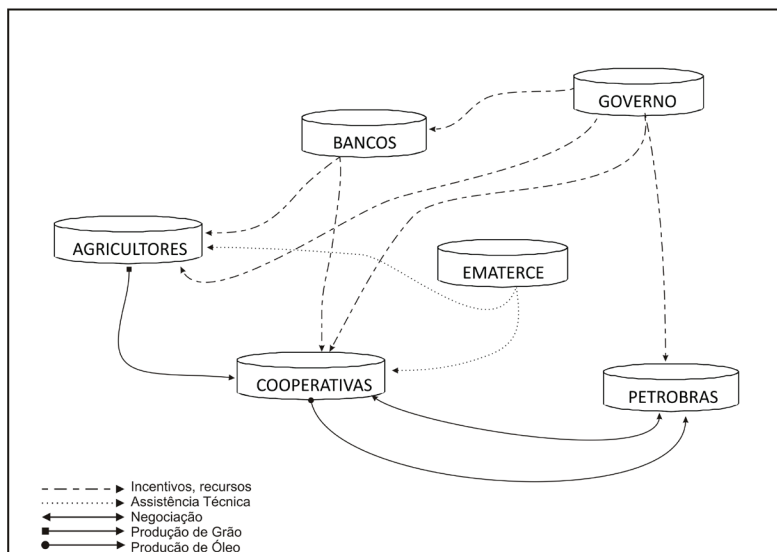 GOVERNO
BANCOS
AGRICULTORES
EMATERCE
COOPERATIVAS
PETROBRAS
Incentivos, recursos
Assistência Técnica
Negociação
Produção de Grão
Produção de Óleo